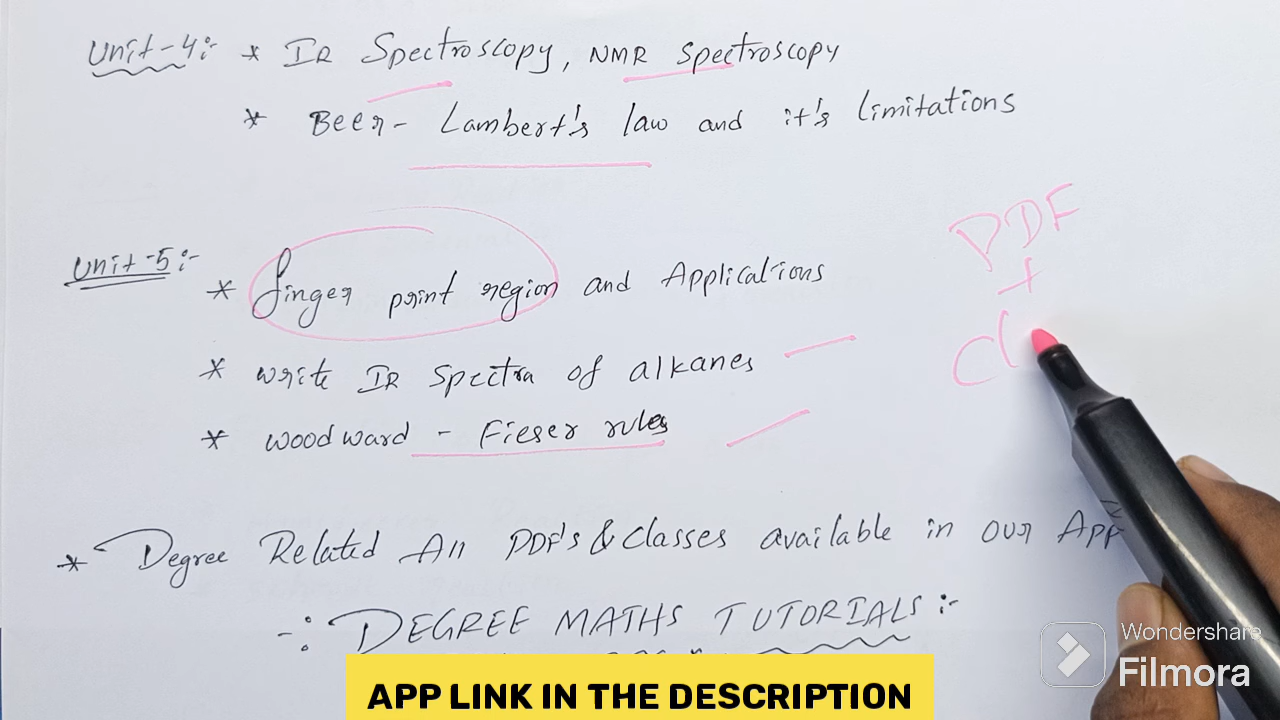 Unit-4:- * IR Spectroscopy, NMR spectroscopy
* Beer- Lambert's law and it's limitations
PDF
+
Cl
Unit-5:- * finger print region and Applications
* write IR Spectra of alkanes
* woodward - Fieser rules
* Degree Related All PDF's & Classes available in our App
-: DEGREE MATHS TUTORIALS :-
Wondershare
Filmora
APP LINK IN THE DESCRIPTION